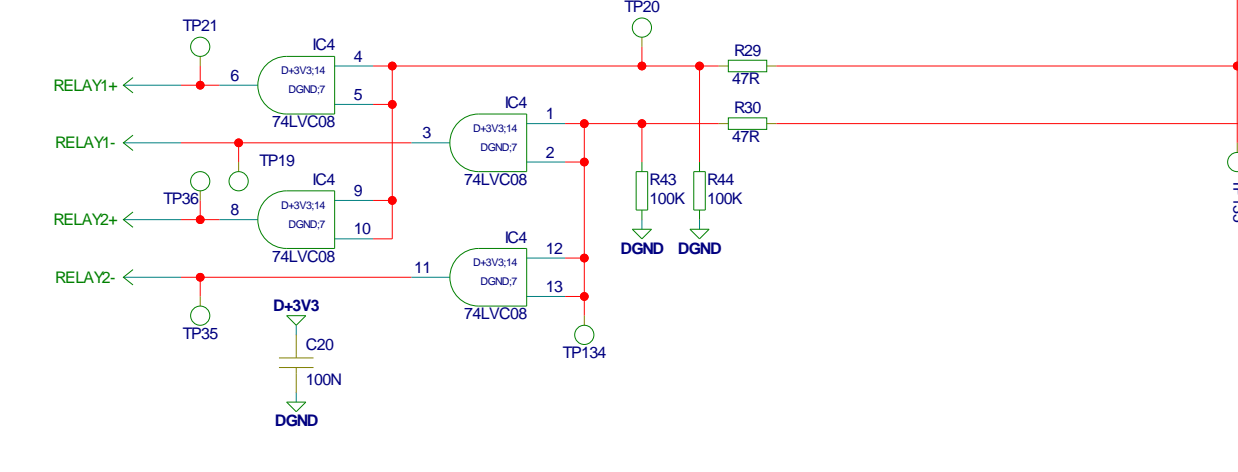 TP20
TP21
IC4
4
R29
D+3V3;14
6
RELAY1+
DGND;7
47R
5
74LVC08
IC4
1
R30
D+3V3;14
3
RELAY1-
DGND;7
47R
2
TP19
74LVC08
IC4
R43
R44
TP36
9
100K
100K
D+3V3;14
8
RELAY2+
DGND;7
10
74LVC08
IC4
DGND
DGND
12
D+3V3;14
11
RELAY2-
DGND;7
13
D+3V3
74LVC08
TP35
C20
TP134
100N
DGND